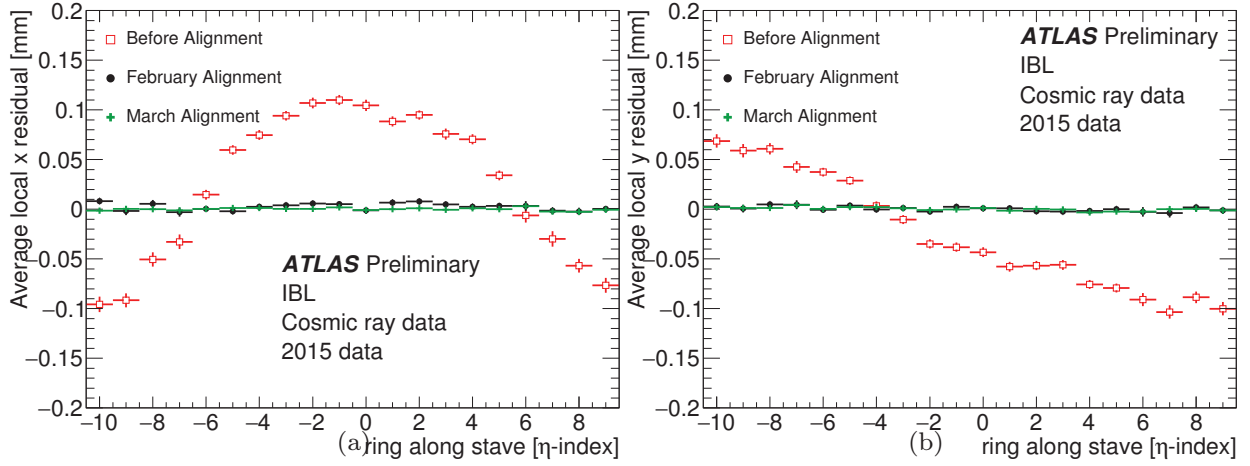 Average local x residual [mm]
0.2
0.15
0.1
0.05
0
−0.05
−0.1
−0.15
−0.2
Before Alignment
February Alignment
March Alignment
ATLAS Preliminary
IBL
Cosmic ray data
2015 data
−10 −8 −6 −4 −2 0 2 4 6 8
ring along stave [η-index]
(a)
Average local y residual [mm]
0.2
0.15
0.1
0.05
0
−0.05
−0.1
−0.15
−0.2
Before Alignment
February Alignment
March Alignment
ATLAS Preliminary
IBL
Cosmic ray data
2015 data
−10 −8 −6 −4 −2 0 2 4 6 8
ring along stave [η-index]
(b)